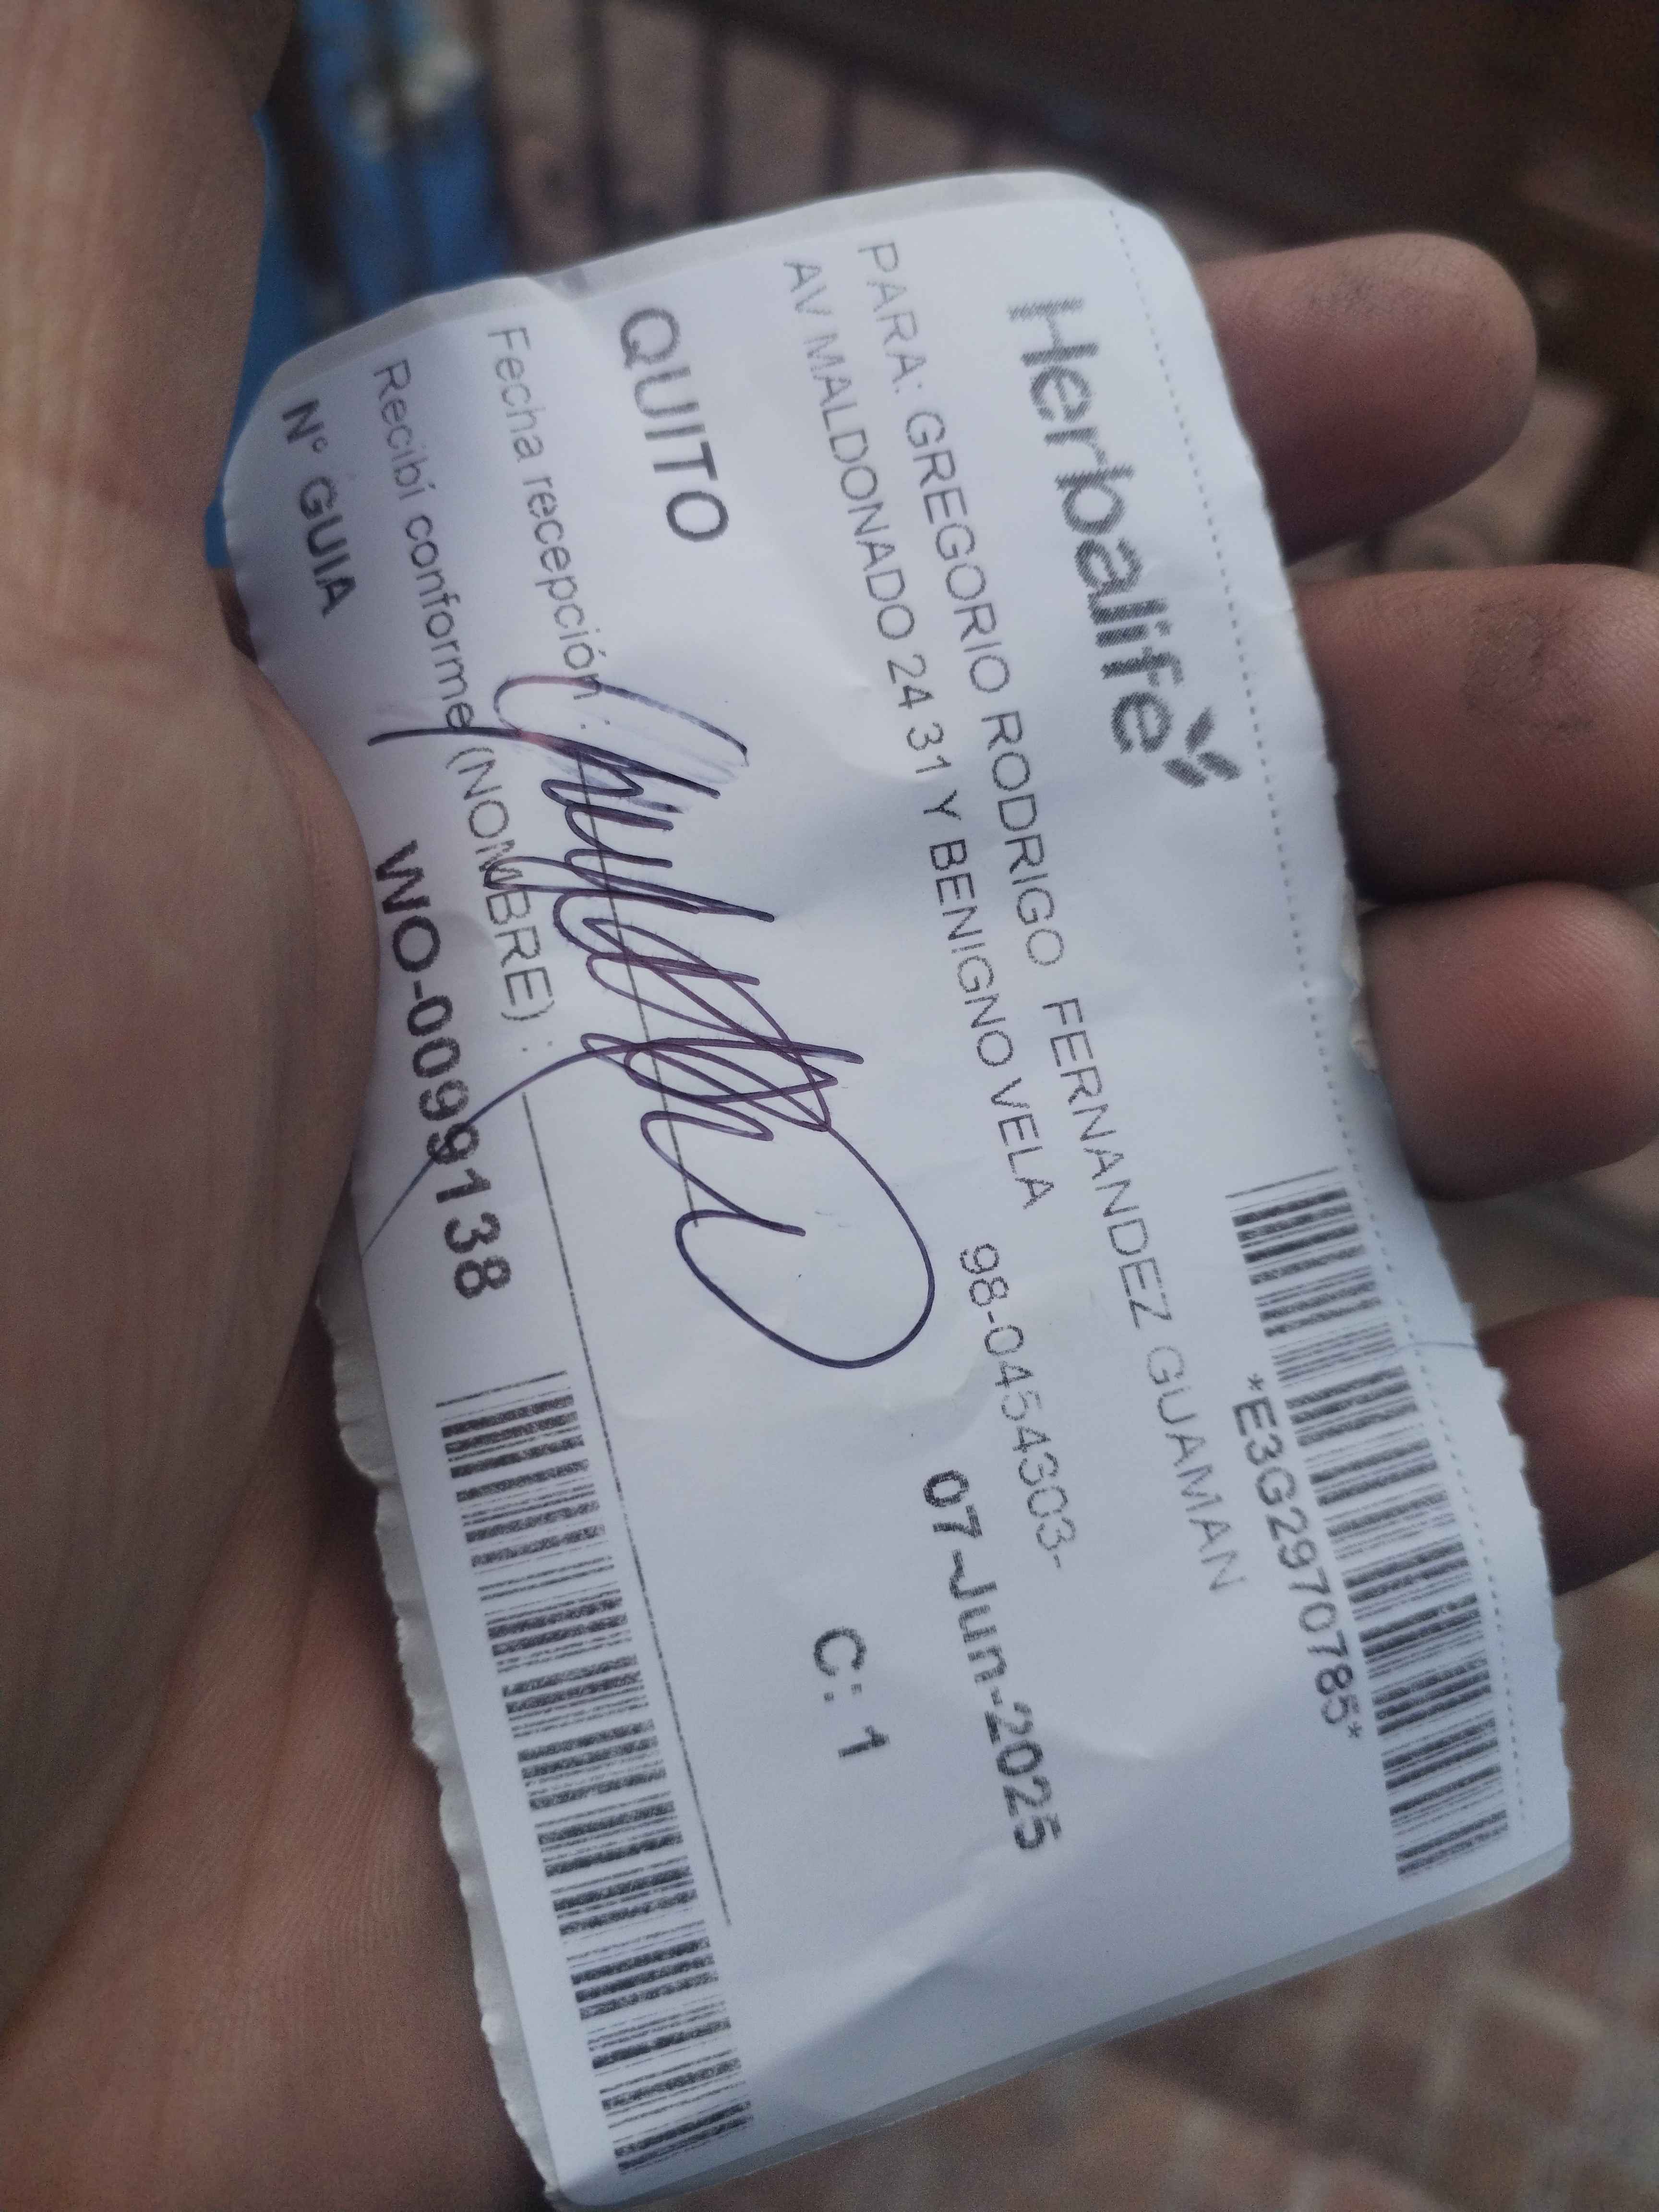 Herbalife
*E3G2970785*
PARA: GREGORIO RODRIGO FERNANDEZ GUAMAN
AV MALDONADO 24 31 Y BENIGNO VELA 98-0454303-
07-Jun-2025
QUITO C: 1
Fecha recepción :
Recibí conforme (NOMBRE) :
N° GUIA WO-0099138